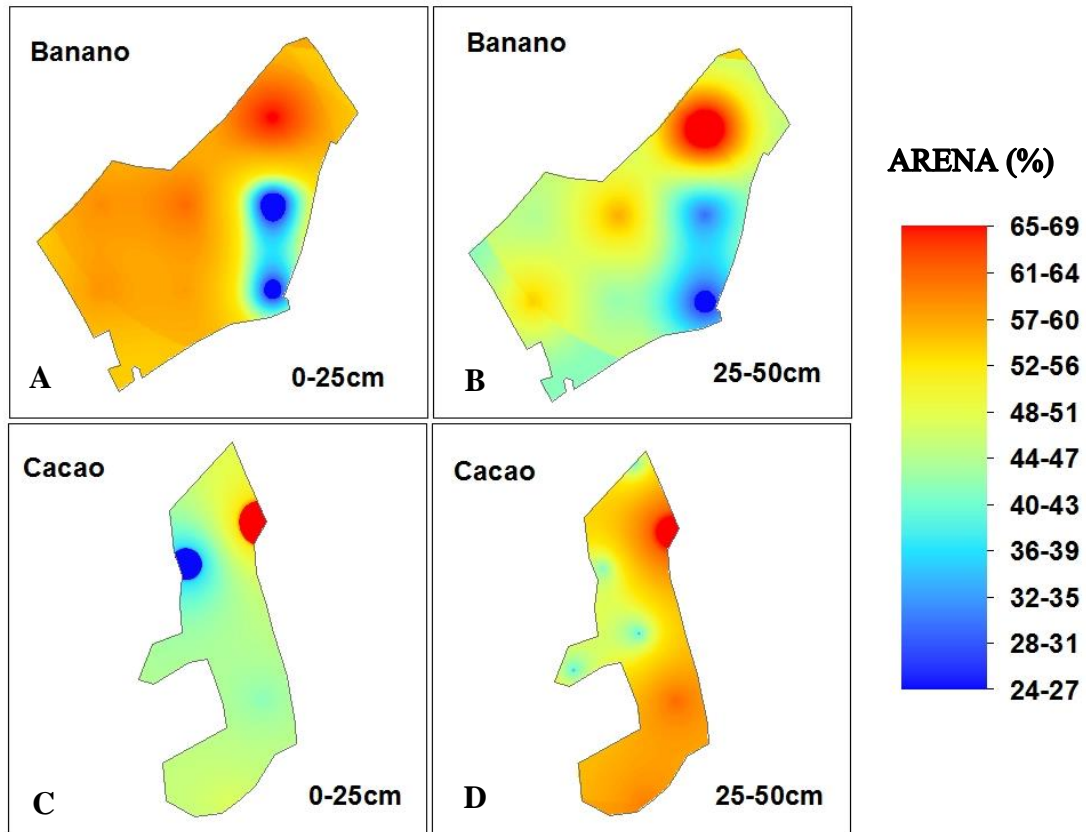 Banano
A
0-25cm
Banano
B
25-50cm
Cacao
C
0-25cm
Cacao
D
25-50cm
ARENA (%)
65-69
61-64
57-60
52-56
48-51
44-47
40-43
36-39
32-35
28-31
24-27